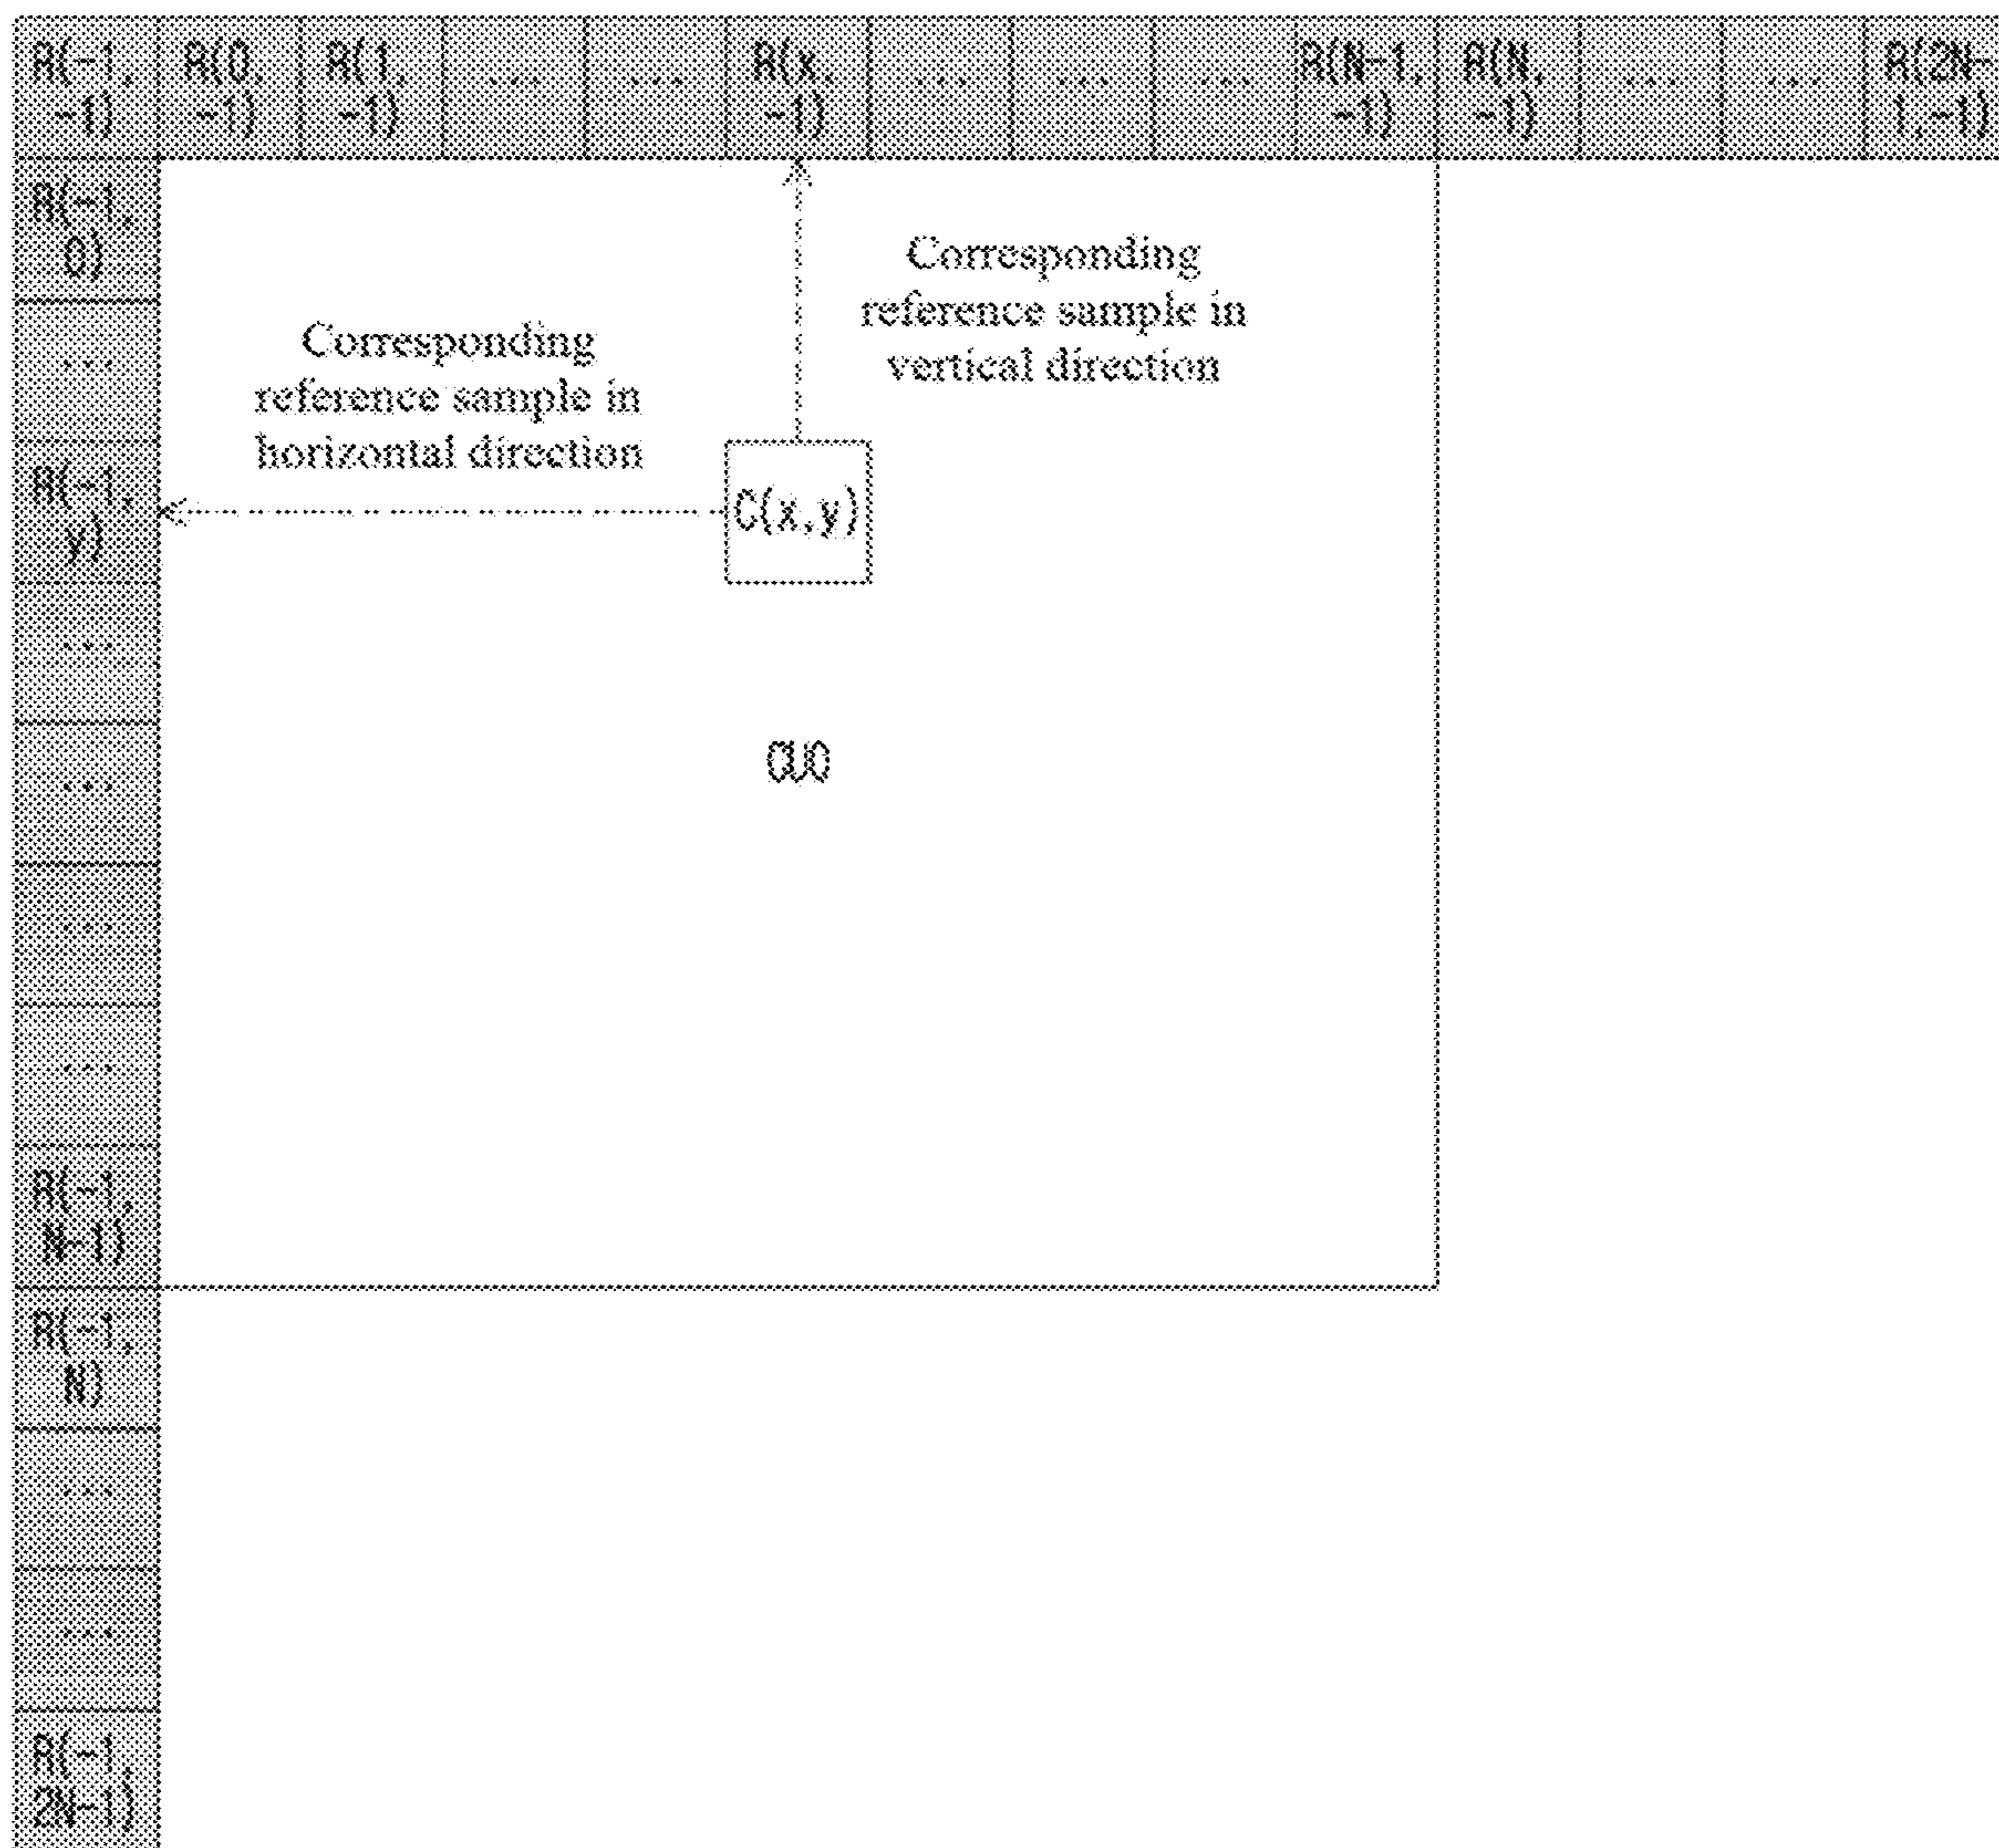 R(-1, R(0, R(1, ... ... R(x, ... ... ... R(N-1, R(N, ... ... R(2N-
-1) -1) -1) -1) -1) -1) 1,-1)
R(-1,
0)
...
Corresponding
reference sample in
vertical direction
Corresponding
reference sample in
horizontal direction
R(-1,
y)
C(x,y)
...
CU0
...
...
...
R(-1,
N-1)
R(-1,
N)
...
...
R(-1,
2N-1)